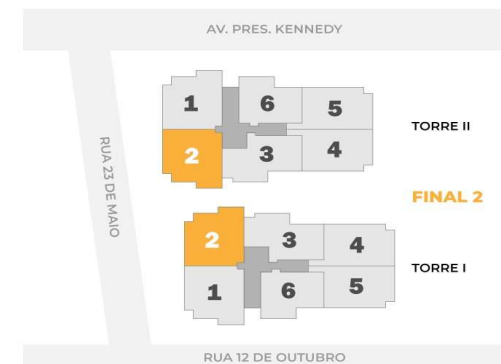 AV. PRES. KENNEDY
RUA 23 DE MAIO
1
6
5
TORRE II
2
3
4
FINAL 2
2
3
4
TORRE I
1
6
5
RUA 12 DE OUTUBRO